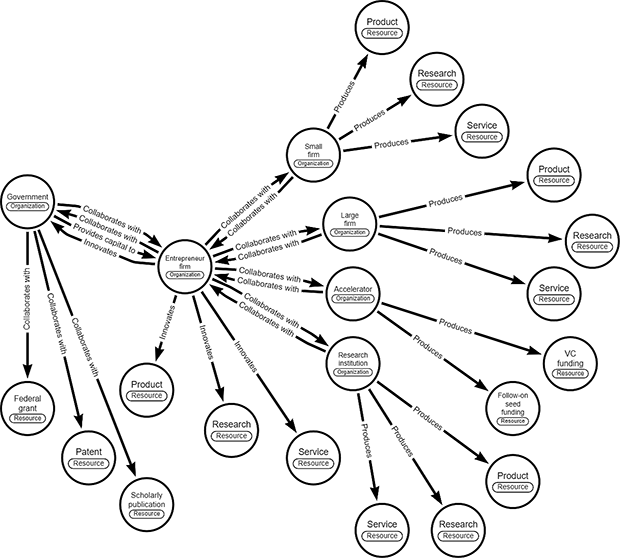 Product
Resource
Produces
Research
Resource
Produces
Service
Resource
Produces
Small
firm
Organization
Collaborates with
Collaborates with
Product
Resource
Produces
Large
firm
Organization
Produces
Research
Resource
Produces
Service
Resource
Collaborates with
Collaborates with
Government
Organization
Collaborates with
Collaborates with
Provides capital to
Innovates
Entrepreneur
firm
Organization
Collaborates with
Collaborates with
Accelerator
Organization
Produces
VC
funding
Resource
Produces
Follow-on
seed
funding
Resource
Collaborates with
Collaborates with
Research
institution
Organization
Collaborates with
Collaborates with
Collaborates with
Innovates
Innovates
Innovates
Product
Resource
Research
Resource
Service
Resource
Federal
grant
Resource
Patent
Resource
Scholarly
publication
Resource
Produces
Produces
Produces
Product
Resource
Service
Resource
Research
Resource